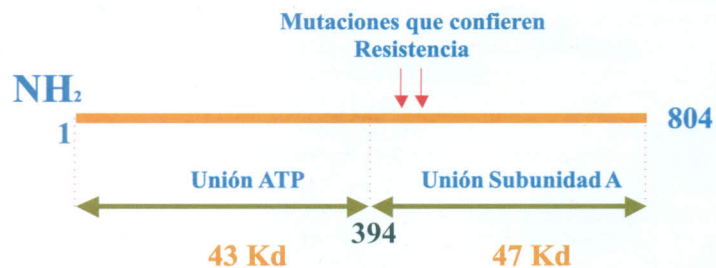 Mutaciones que confieren
Resistencia
NH₂
1
804
Unión ATP
Unión Subunidad A
394
43 Kd
47 Kd